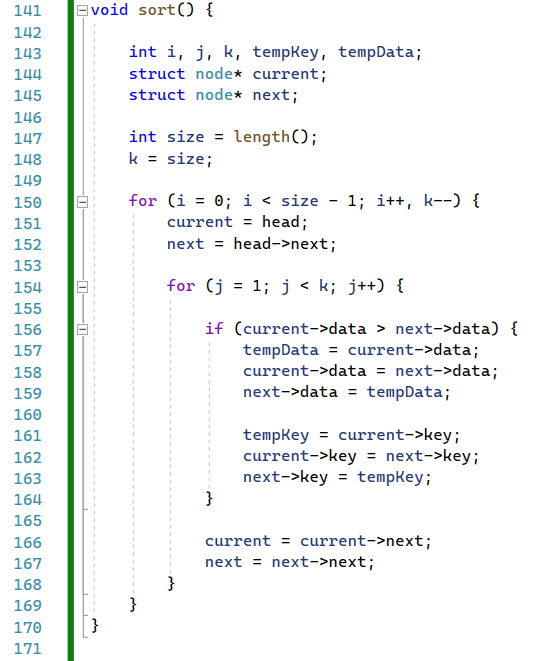 141 void sort() {
142
143 int i, j, k, tempKey, tempData;
144 struct node* current;
145 struct node* next;
146
147 int size = length();
148 k = size;
149
150 for (i = 0; i < size - 1; i++, k--) {
151 current = head;
152 next = head->next;
153
154 for (j = 1; j < k; j++) {
155
156 if (current->data > next->data) {
157 tempData = current->data;
158 current->data = next->data;
159 next->data = tempData;
160
161 tempKey = current->key;
162 current->key = next->key;
163 next->key = tempKey;
164 }
165
166 current = current->next;
167 next = next->next;
168 }
169 }
170 }
171